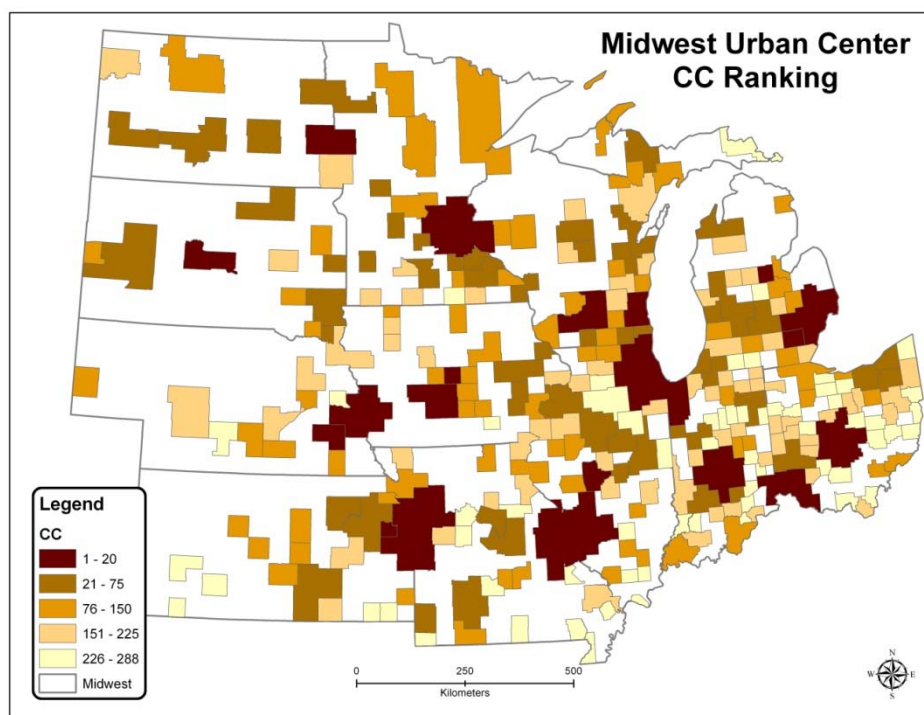 Midwest Urban Center
CC Ranking
Legend
CC
1 - 20
21 - 75
76 - 150
151 - 225
226 - 288
Midwest
0 250 500
Kilometers
N
W E
S